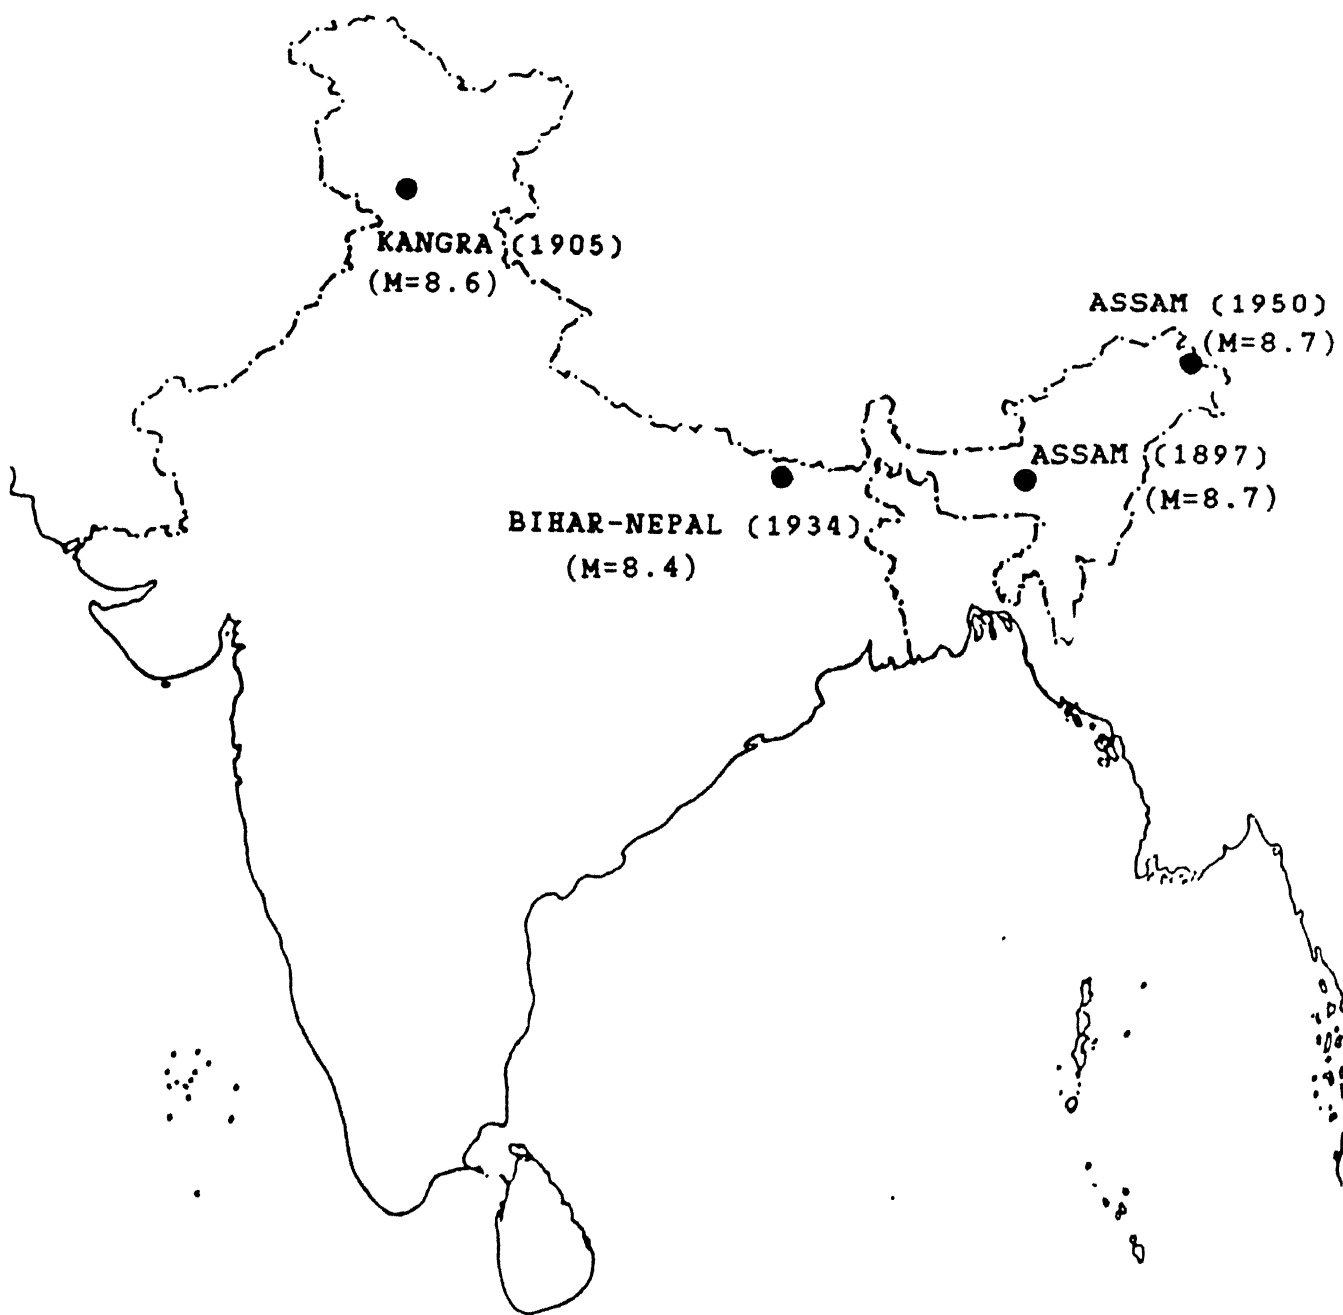 KANGRA (1905)
(M=8.6)
ASSAM (1950)
(M=8.7)
ASSAM (1897)
(M=8.7)
BIHAR-NEPAL (1934)
(M=8.4)